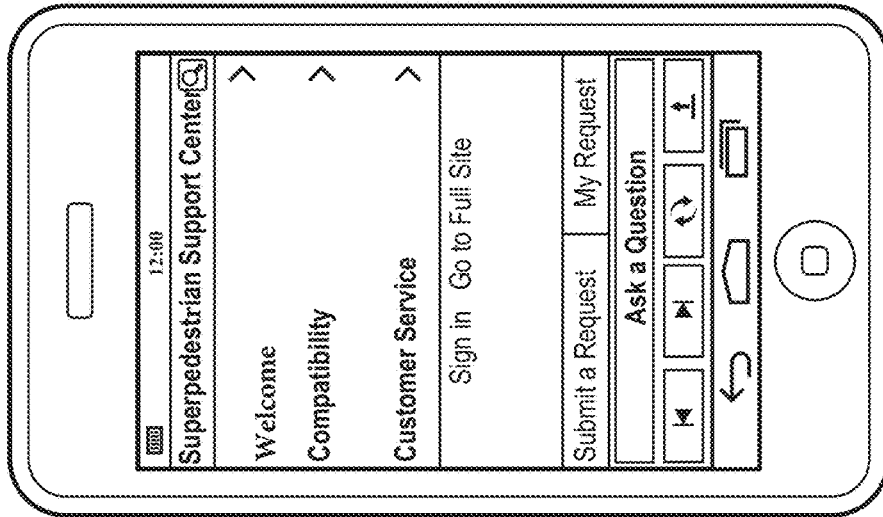 12:00
Superpedestrian Support Center
Welcome
Compatibility
Customer Service
Sign in Go to Full Site
Submit a Request My Request
Ask a Question